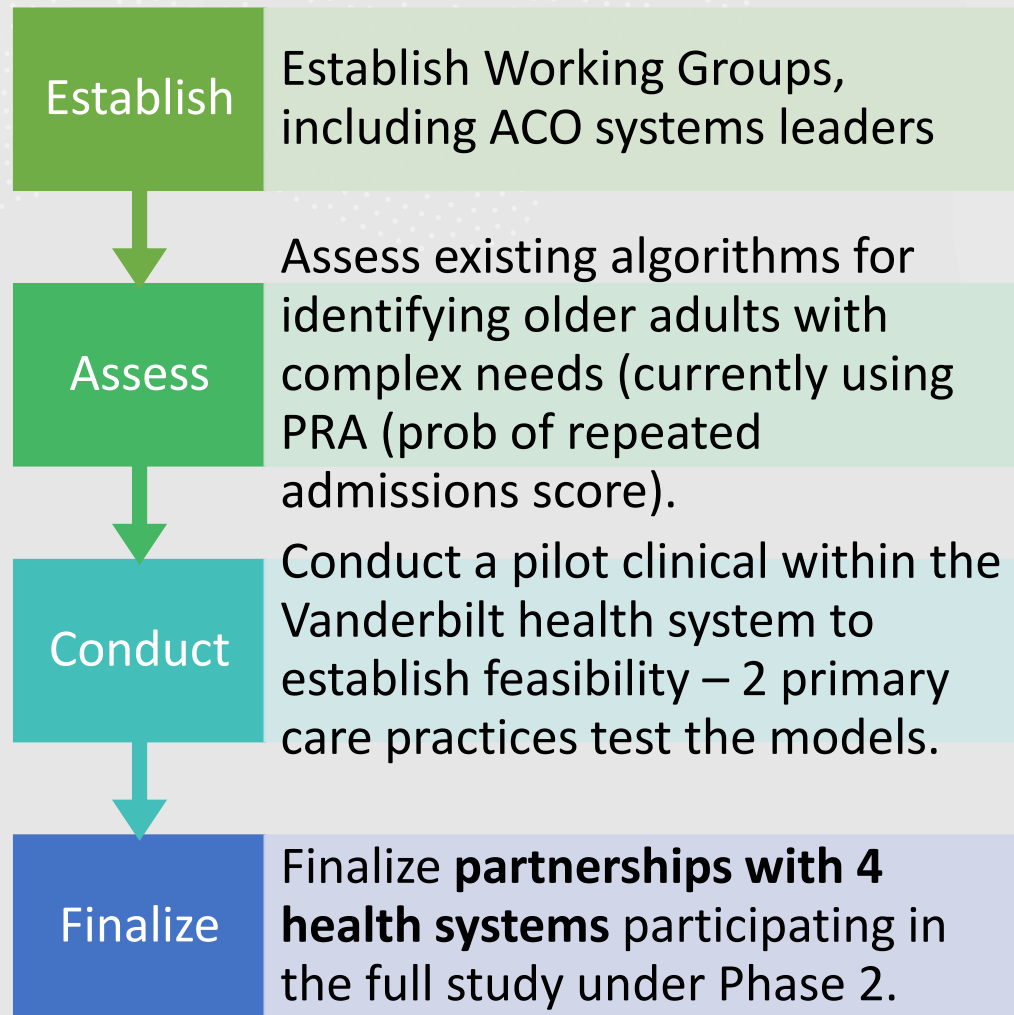 Establish
Establish Working Groups,
including ACO systems leaders
Assess
Assess existing algorithms for
identifying older adults with
complex needs (currently using
PRA (prob of repeated
admissions score).
Conduct
Conduct a pilot clinical within the
Vanderbilt health system to
establish feasibility – 2 primary
care practices test the models.
Finalize
Finalize partnerships with 4
health systems participating in
the full study under Phase 2.